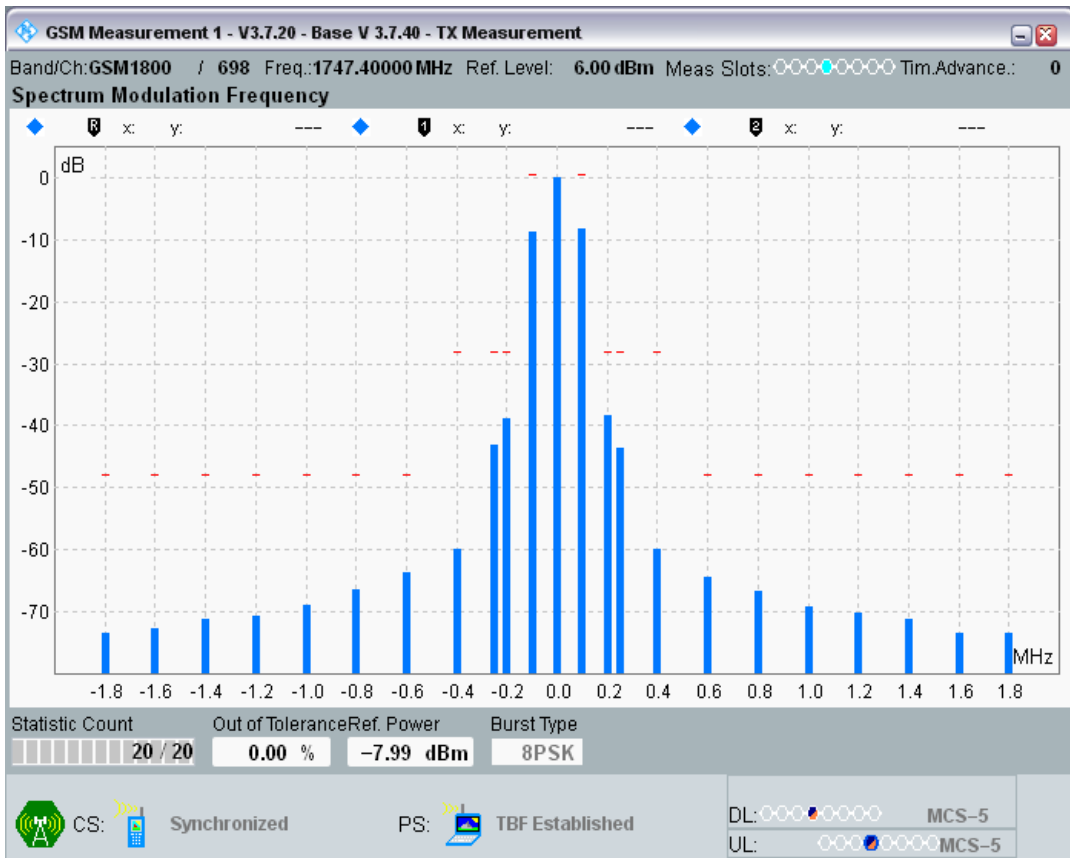 GSM Measurement 1 - V3.7.20 - Base V 3.7.40 - TX Measurement
Band/Ch:GSM1800 / 698 Freq.:1747.40000 MHz Ref. Level: 6.00 dBm Meas Slots: Tim.Advance.: 0
Spectrum Modulation Frequency
R x: y: --- 1 x: y: --- 2 x: y: ---
dB
0
-10
-20
-30
-40
-50
-60
-70
MHz
-1.8 -1.6 -1.4 -1.2 -1.0 -0.8 -0.6 -0.4 -0.2 0.0 0.2 0.4 0.6 0.8 1.0 1.2 1.4 1.6 1.8
Statistic Count Out of Tolerance Ref. Power Burst Type
20 / 20 0.00 % -7.99 dBm 8PSK
CS: Synchronized PS: TBF Established
DL: MCS-5
UL: MCS-5